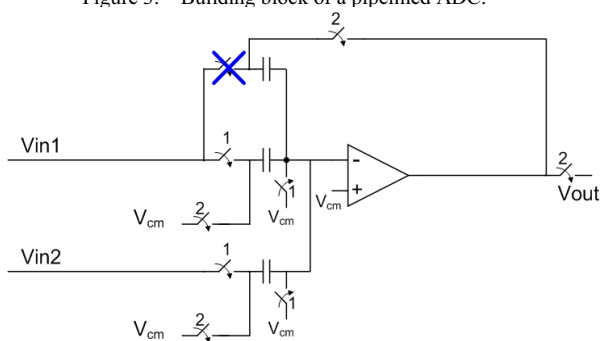 Figure 3. Building block of a pipelined ADC.
2
Vin1
1
1
Vcm
2
Vcm
Vcm
-
+
2
Vout
Vin2
1
1
Vcm
2
Vcm